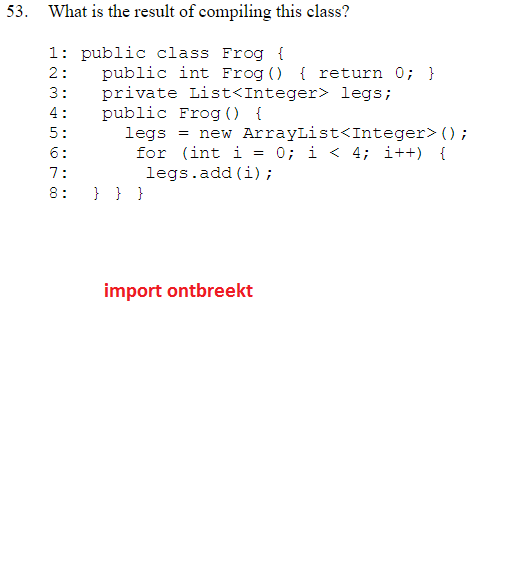 53. What is the result of compiling this class?
1: public class Frog {
2: public int Frog() { return 0; }
3: private List<Integer> legs;
4: public Frog() {
5: legs = new ArrayList<Integer>();
6: for (int i = 0; i < 4; i++) {
7: legs.add(i);
8: } } }
import ontbreekt